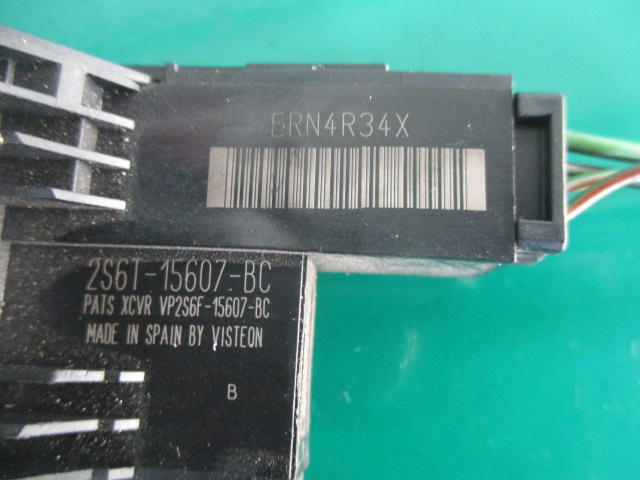 ERN4R34X
2S6T-15607-BC
PATS XCVR VP2S6F-15607-BC
MADE IN SPAIN BY VISTEON
B